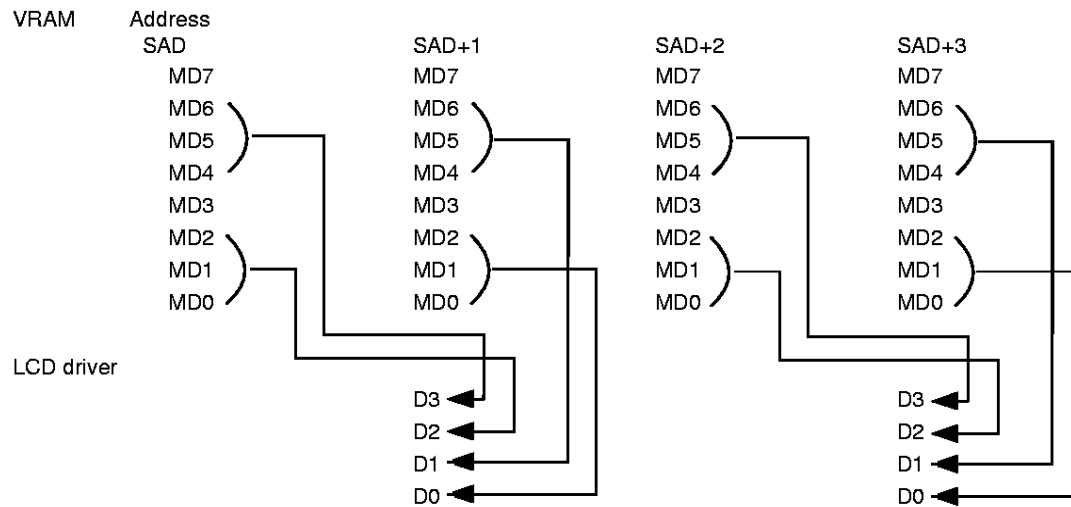 VRAM Address
SAD SAD+1 SAD+2 SAD+3
MD7 MD7 MD7 MD7
MD6 MD6 MD6 MD6
MD5 MD5 MD5 MD5
MD4 MD4 MD4 MD4
MD3 MD3 MD3 MD3
MD2 MD2 MD2 MD2
MD1 MD1 MD1 MD1
MD0 MD0 MD0 MD0
LCD driver
D3 D3
D2 D2
D1 D1
D0 D0